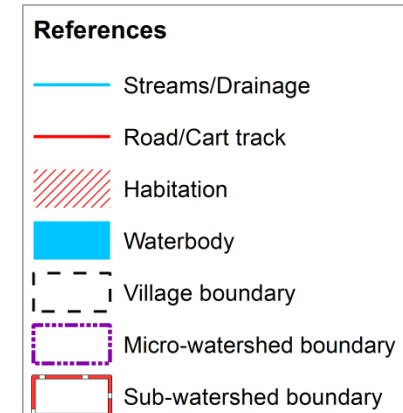 References
Streams/Drainage
Road/Cart track
Habitation
Waterbody
Village boundary
Micro-watershed boundary
Sub-watershed boundary